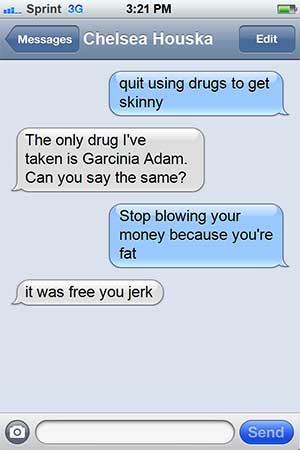 Sprint 3G 3:21 PM
Messages Chelsea Houska Edit
quit using drugs to get
skinny
The only drug I've
taken is Garcinia Adam.
Can you say the same?
Stop blowing your
money because you're
fat
it was free you jerk
Send